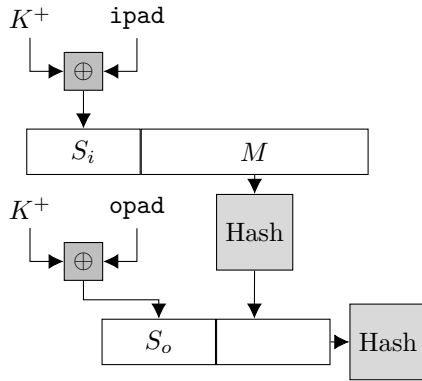 K⁺ ipad
⊕
Sᵢ M
K⁺ opad
Hash
⊕
Sₒ
Hash